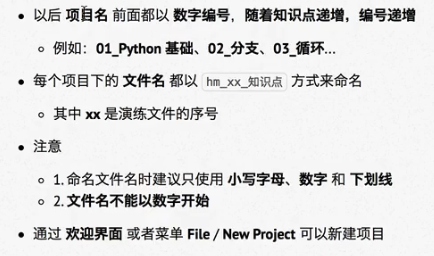 以后 项目名 前面都以 数字编号，随着知识点递增，编号递增
例如：01_Python 基础、02_分支、03_循环...
每个项目下的 文件名 都以 hm_xx_知识点 方式来命名
其中 xx 是演练文件的序号
注意
1. 命名文件名时建议只使用 小写字母、数字 和 下划线
2. 文件名不能以数字开始
通过 欢迎界面 或者菜单 File / New Project 可以新建项目